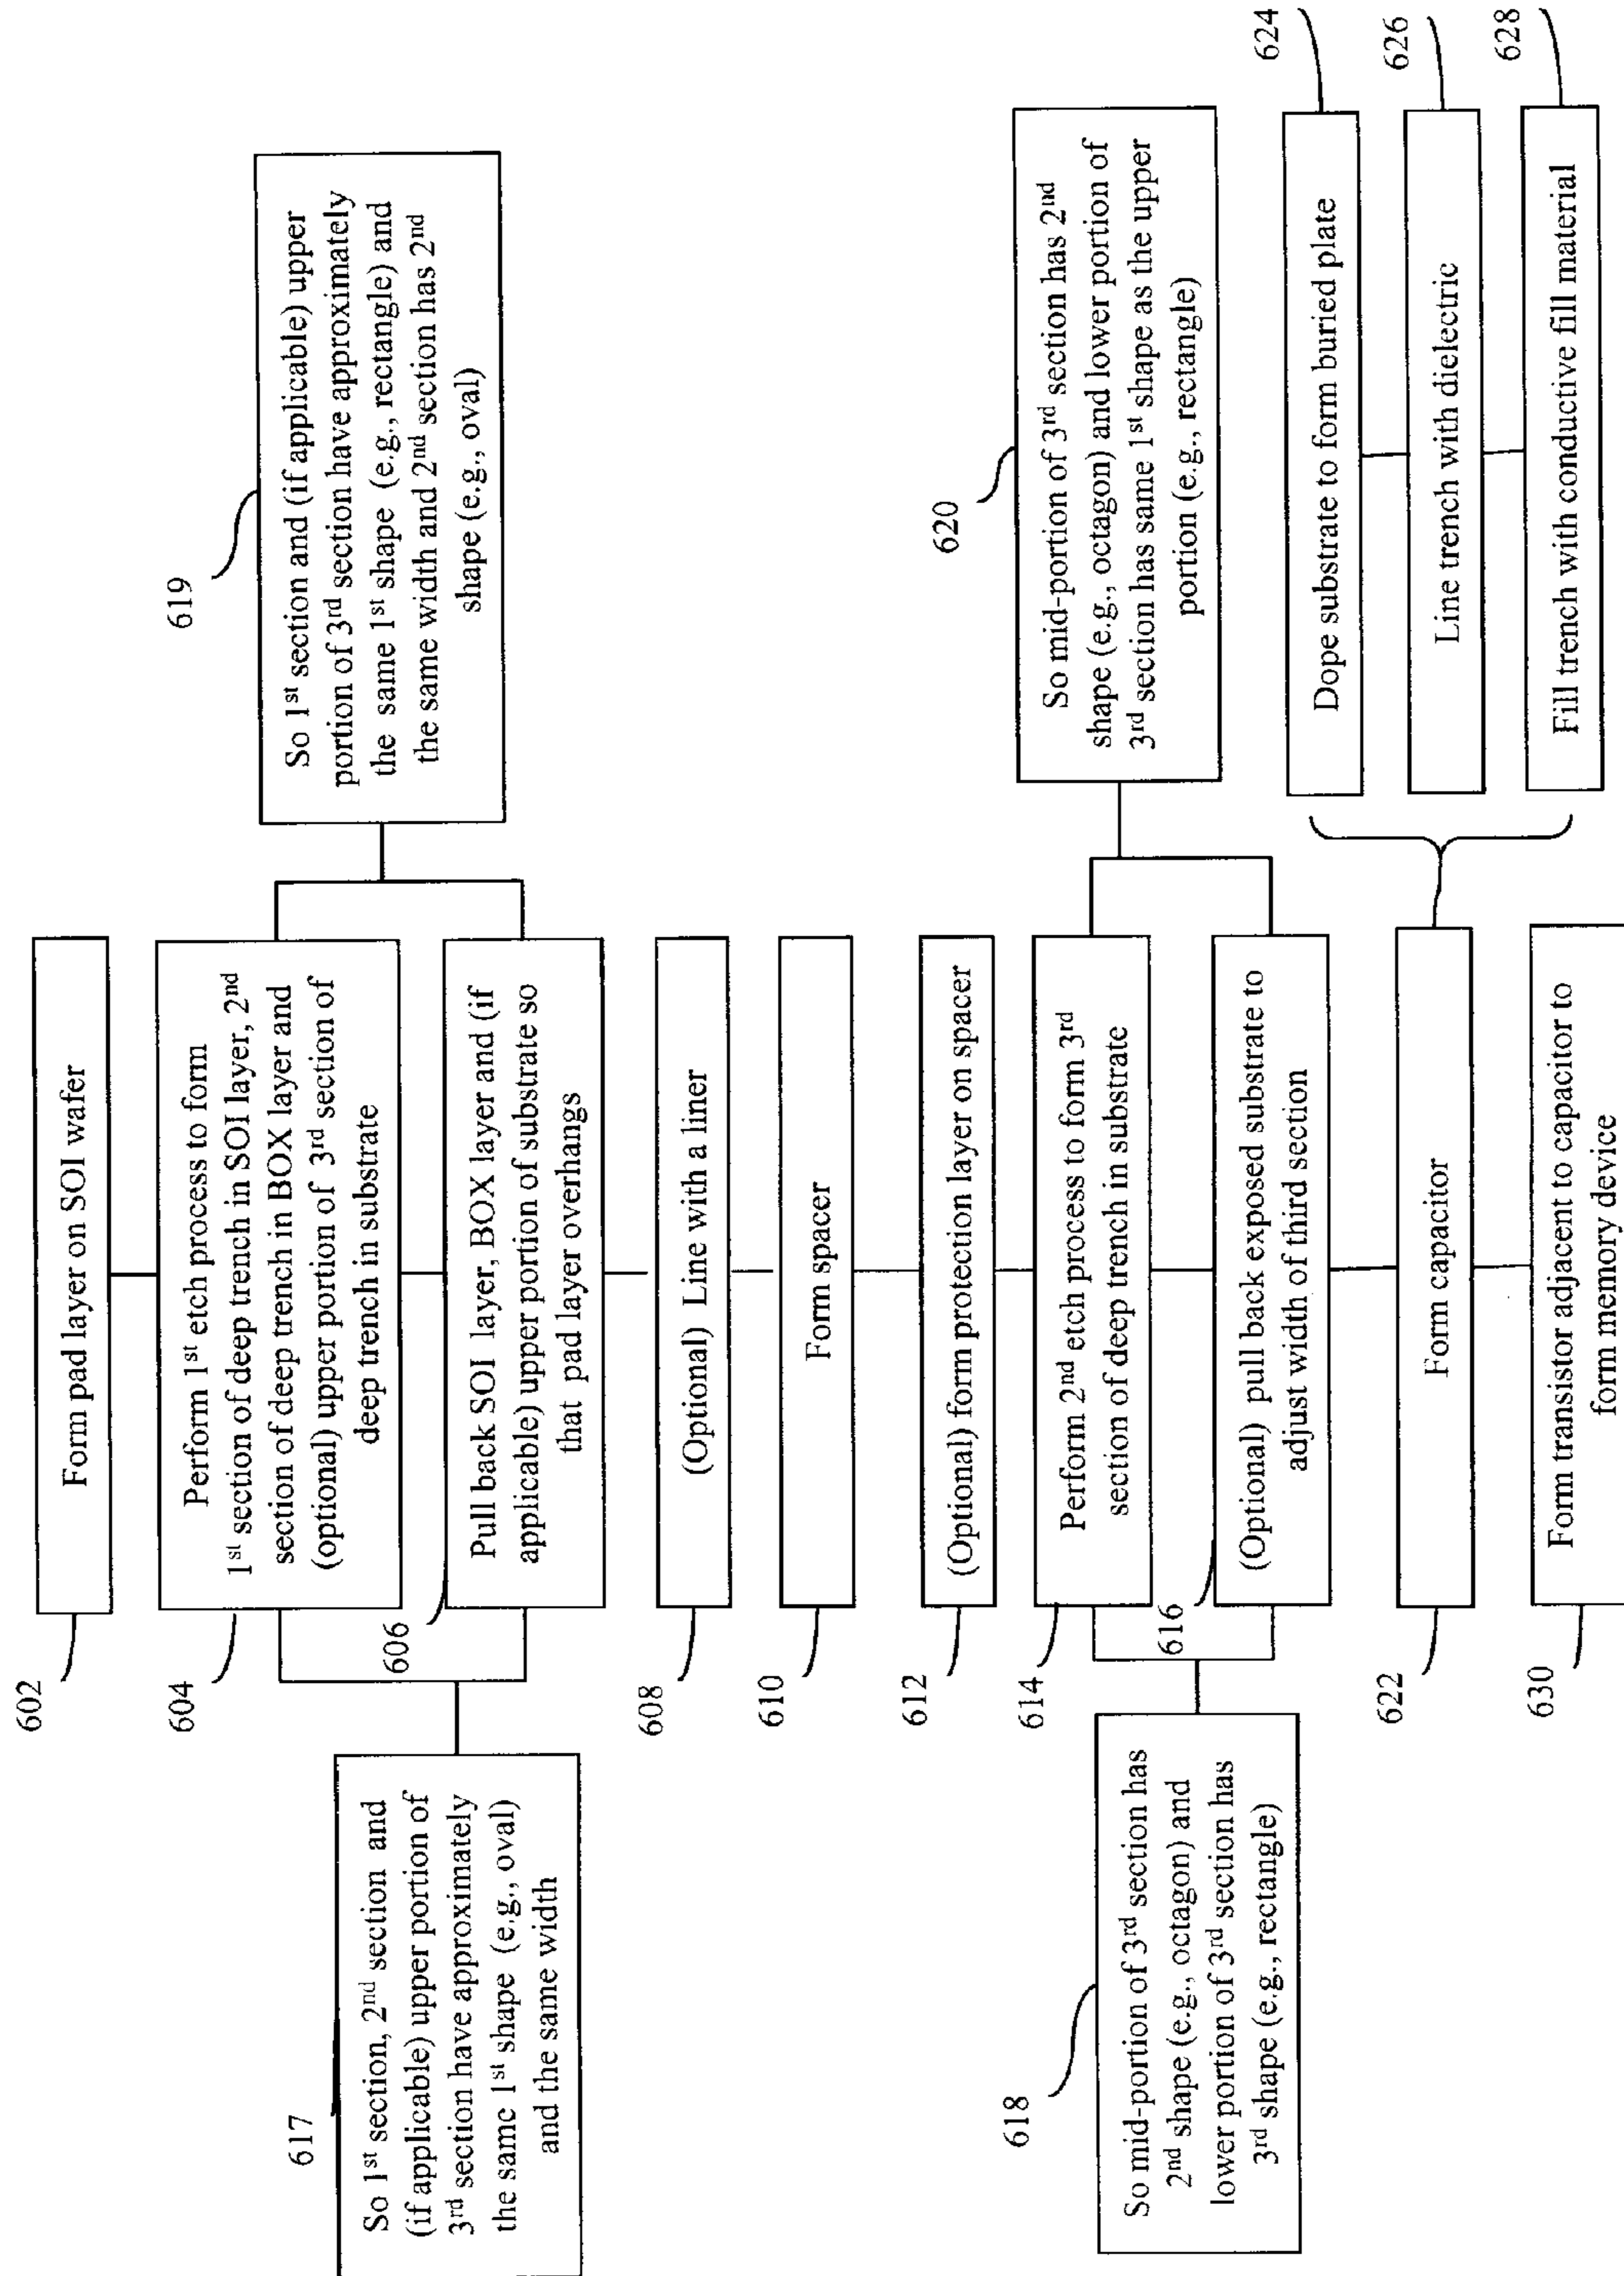 602
Form pad layer on SOI wafer
604
Perform 1st etch process to form
1st section of deep trench in SOI layer, 2nd
section of deep trench in BOX layer and
(optional) upper portion of 3rd section of
deep trench in substrate
606
Pull back SOI layer, BOX layer and (if
applicable) upper portion of substrate so
that pad layer overhangs
617
So 1st section, 2nd section and
(if applicable) upper portion of
3rd section have approximately
the same 1st shape (e.g., oval)
and the same width
619
So 1st section and (if applicable) upper
portion of 3rd section have approximately
the same 1st shape (e.g., rectangle) and
the same width and 2nd section has 2nd
shape (e.g., oval)
608
(Optional) Line with a liner
610
Form spacer
612
(Optional) form protection layer on spacer
614
Perform 2nd etch process to form 3rd
section of deep trench in substrate
616
(Optional) pull back exposed substrate to
adjust width of third section
618
So mid-portion of 3rd section has
2nd shape (e.g., octagon) and
lower portion of 3rd section has
3rd shape (e.g., rectangle)
620
So mid-portion of 3rd section has 2nd
shape (e.g., octagon) and lower portion of
3rd section has same 1st shape as the upper
portion (e.g., rectangle)
622
Form capacitor
624
Dope substrate to form buried plate
626
Line trench with dielectric
628
Fill trench with conductive fill material
630
Form transistor adjacent to capacitor to
form memory device